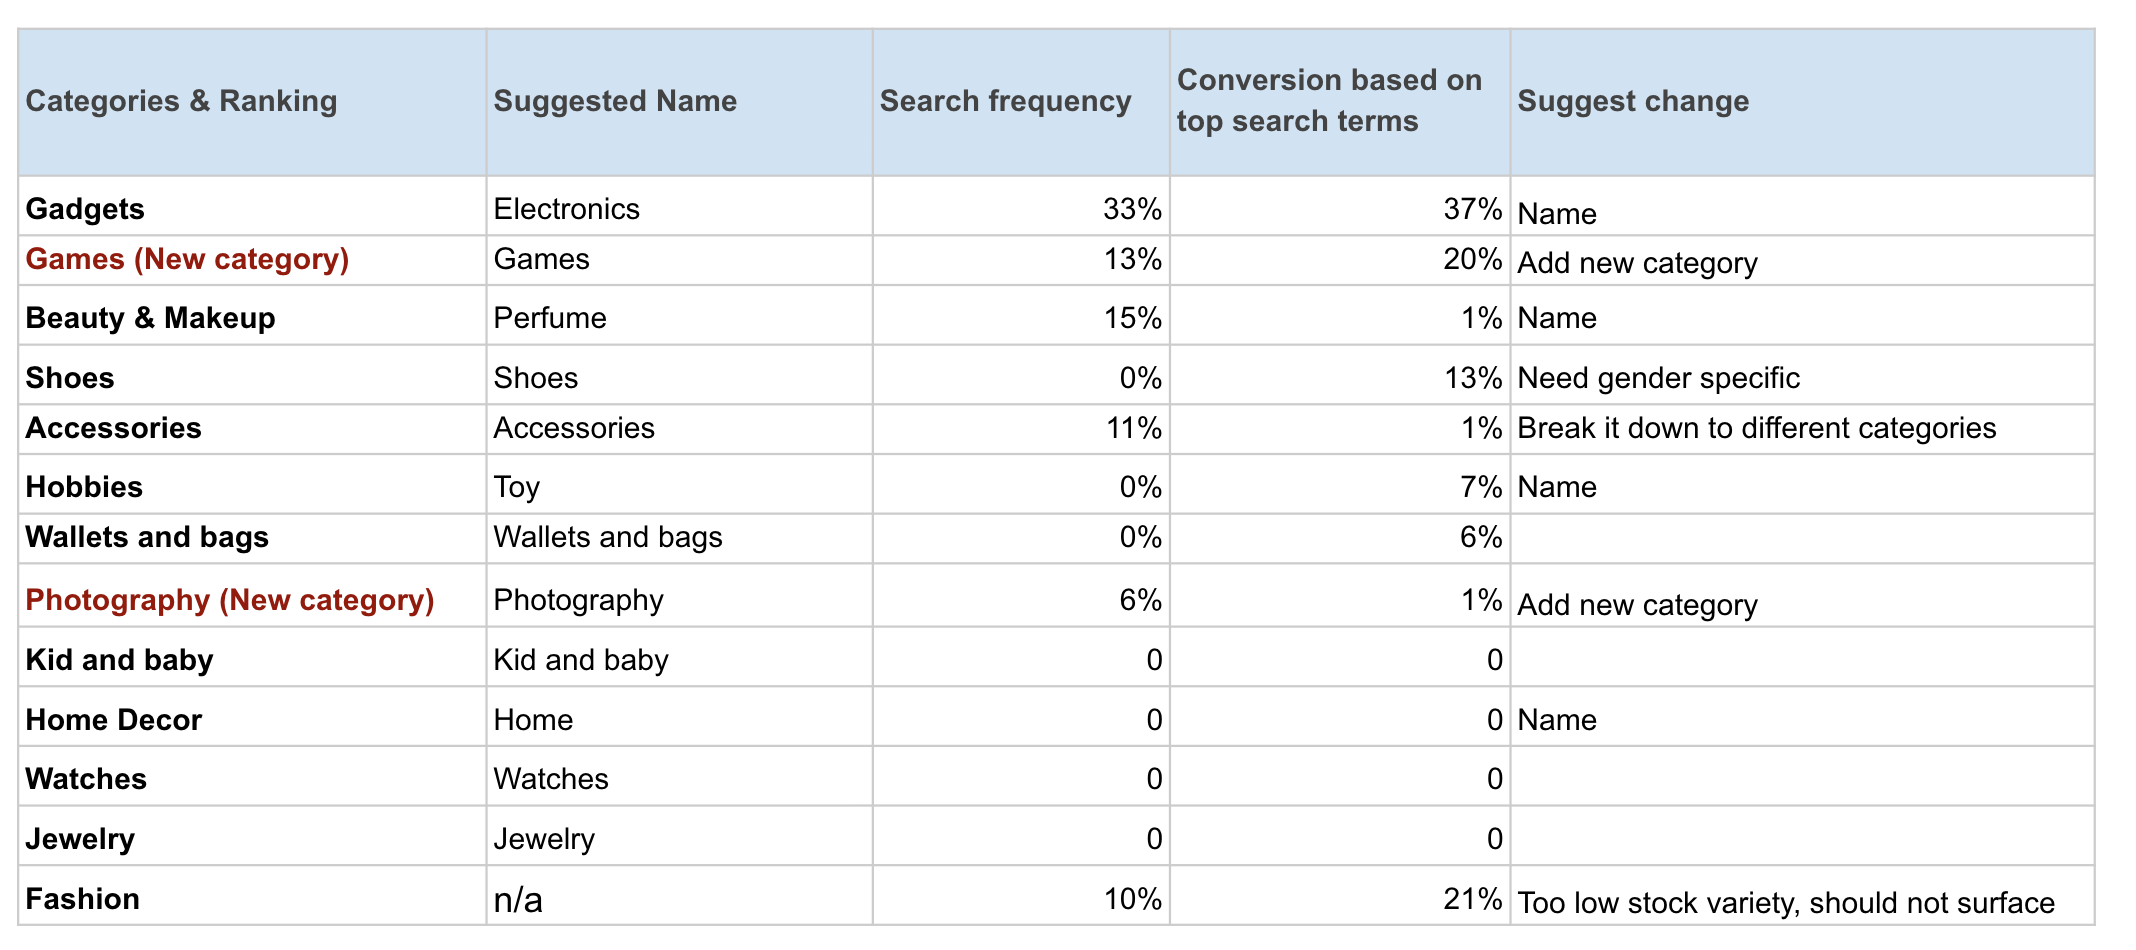 Categories & Ranking Suggested Name Search frequency Conversion based on top search terms Suggest change
Gadgets Electronics 33% 37% Name
Games (New category) Games 13% 20% Add new category
Beauty & Makeup Perfume 15% 1% Name
Shoes Shoes 0% 13% Need gender specific
Accessories Accessories 11% 1% Break it down to different categories
Hobbies Toy 0% 7% Name
Wallets and bags Wallets and bags 0% 6%
Photography (New category) Photography 6% 1% Add new category
Kid and baby Kid and baby 0 0
Home Decor Home 0 0 Name
Watches Watches 0 0
Jewelry Jewelry 0 0
Fashion n/a 10% 21% Too low stock variety, should not surface